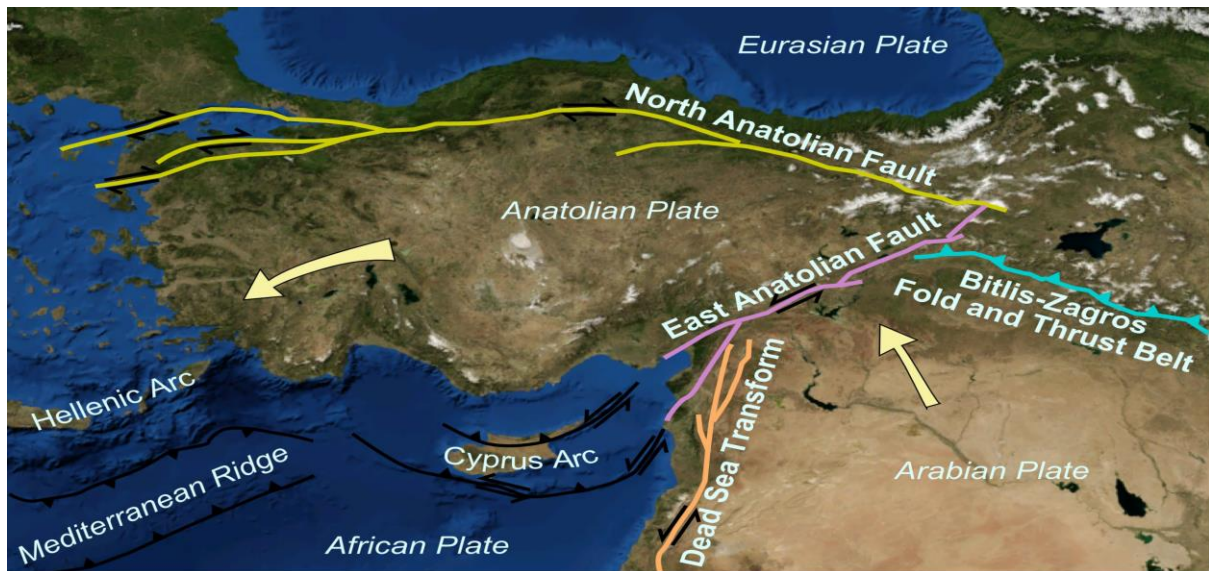 Eurasian Plate
North Anatolian Fault
Anatolian Plate
East Anatolian Fault
Bitlis-Zagros
Fold and Thrust Belt
Hellenic Arc
Dead Sea Transform
Cyprus Arc
Arabian Plate
Mediterranean Ridge
African Plate